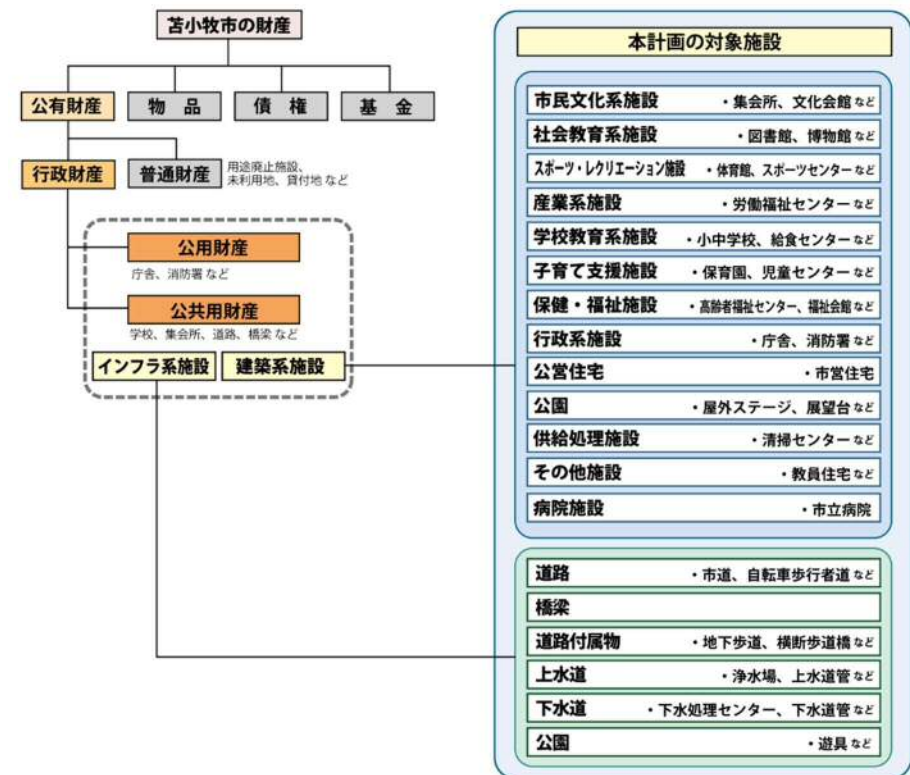 苫小牧市の財産
公有財産
物 品
債 権
基 金
行政財産
普通財産
用途廃止施設、
未利用地、貸付地 など
公用財産
庁舎、消防署 など
公共用財産
学校、集会所、道路、橋梁 など
インフラ系施設
建築系施設
本計画の対象施設
市民文化系施設 ・集会所、文化会館など
社会教育系施設 ・図書館、博物館など
スポーツ・レクリエーション施設 ・体育館、スポーツセンターなど
産業系施設 ・労働福祉センターなど
学校教育系施設 ・小中学校、給食センターなど
子育て支援施設 ・保育園、児童センターなど
保健・福祉施設 ・高齢者福祉センター、福祉会館など
行政系施設 ・庁舎、消防署など
公営住宅 ・市営住宅
公園 ・屋外ステージ、展望台など
供給処理施設 ・清掃センターなど
その他施設 ・教員住宅など
病院施設 ・市立病院
道路 ・市道、自転車歩行者道など
橋梁
道路付属物 ・地下歩道、横断歩道橋など
上水道 ・浄水場、上水道管など
下水道 ・下水処理センター、下水道管など
公園 ・遊具など